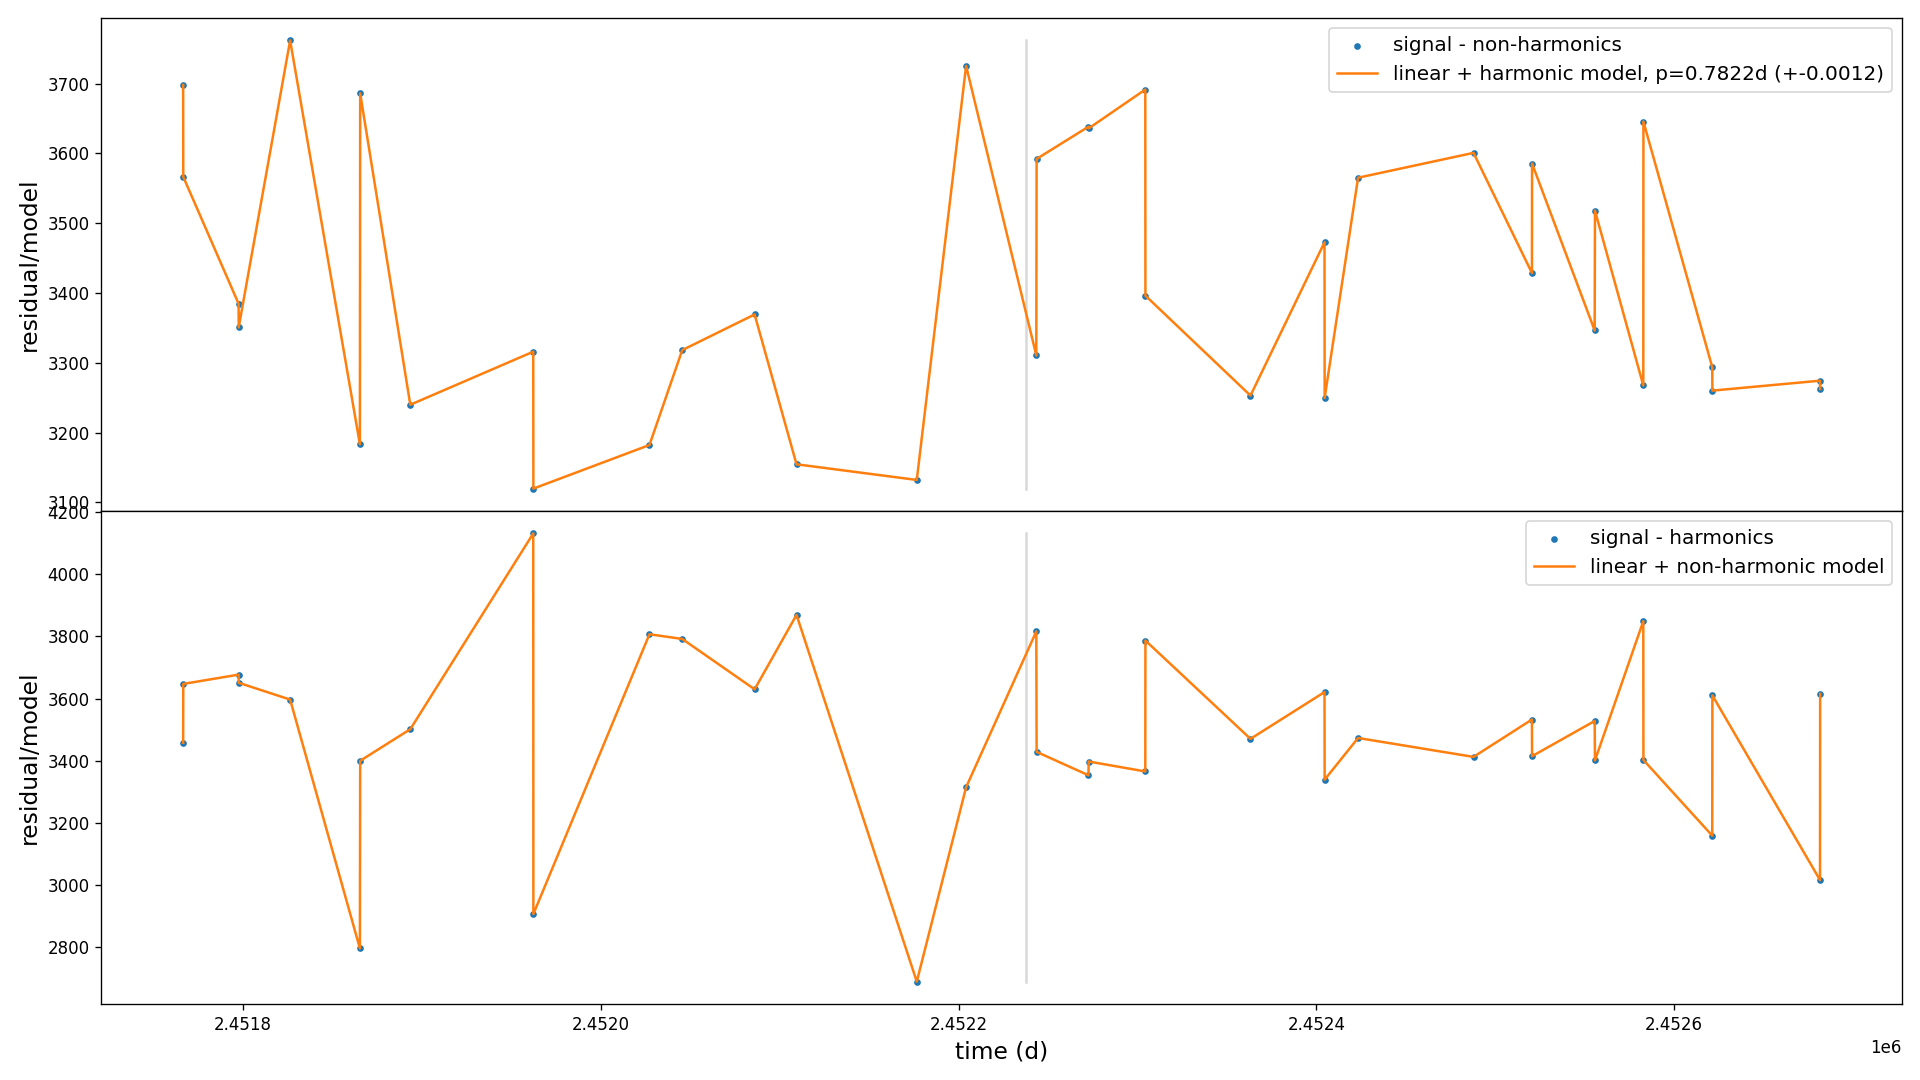 signal - non-harmonics
linear + harmonic model, p=0.7822d (+-0.0012)
residual/model
3700
3600
3500
3400
3300
3200
3100
signal - harmonics
linear + non-harmonic model
residual/model
4200
4000
3800
3600
3400
3200
3000
2800
2.4518 2.4520 2.4522 2.4524 2.4526
time (d)
1e6